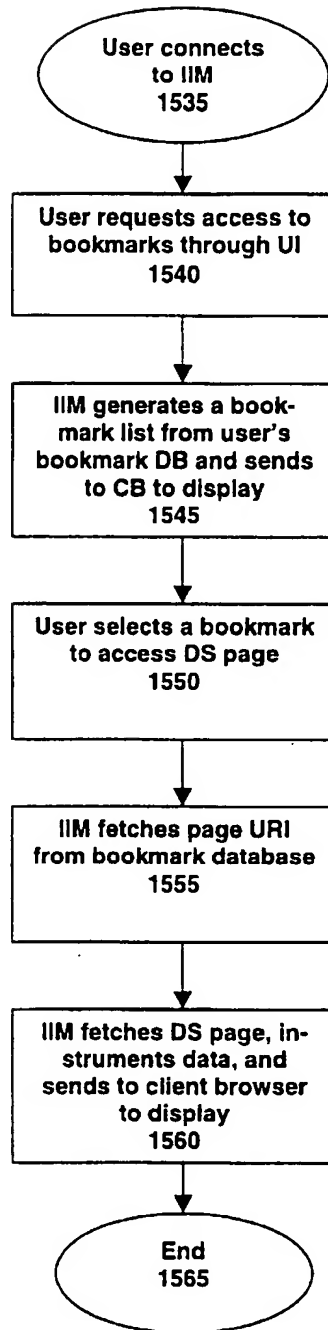 User connects
to IIM
1535
User requests access to
bookmarks through UI
1540
IIM generates a book-
mark list from user's
bookmark DB and sends
to CB to display
1545
User selects a bookmark
to access DS page
1550
IIM fetches page URI
from bookmark database
1555
IIM fetches DS page, in-
struments data, and
sends to client browser
to display
1560
End
1565